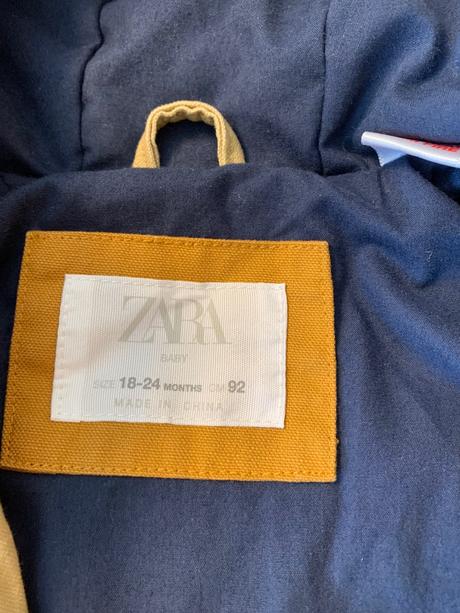 ZARA
BABY
SIZE 18-24 MONTHS CM 92
MADE IN CHINA